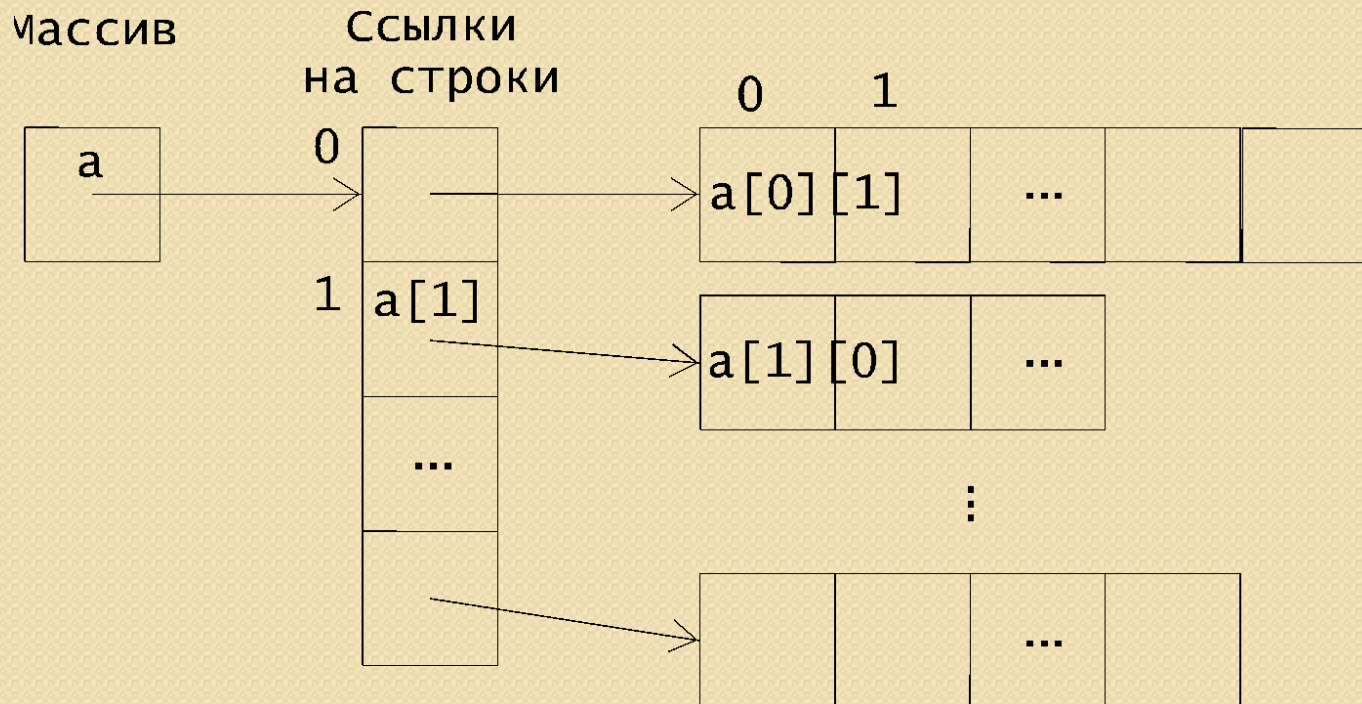 Массив
Ссылки
на строки
0 1
0
a
a[0][1]
...
1
a[1]
a[1][0]
...
...
⋮
...